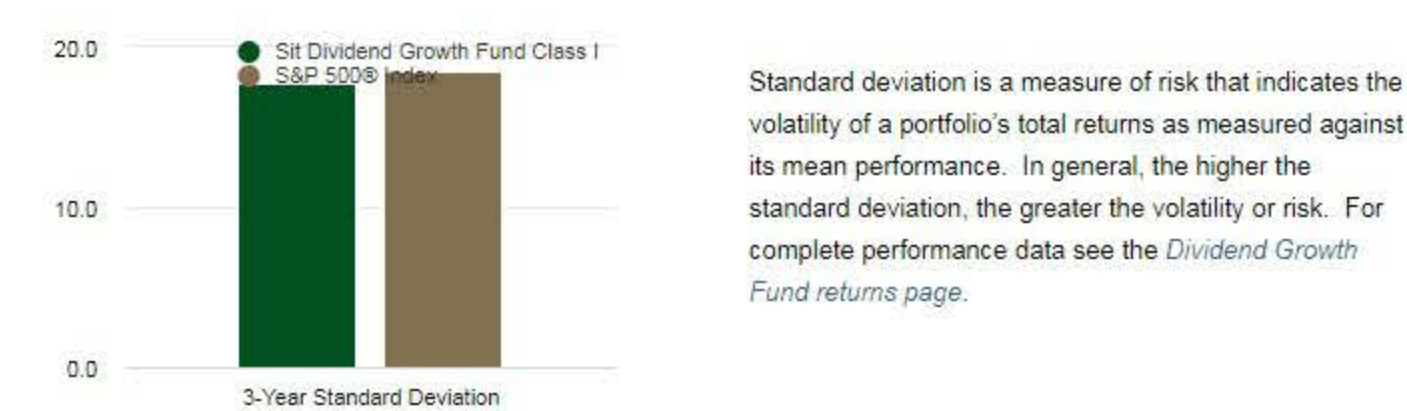 20.0
Sit Dividend Growth Fund Class I
S&P 500® Index
10.0
0.0
3-Year Standard Deviation
Standard deviation is a measure of risk that indicates the
volatility of a portfolio's total returns as measured against
its mean performance.  In general, the higher the
standard deviation, the greater the volatility or risk.  For
complete performance data see the Dividend Growth
Fund returns page.